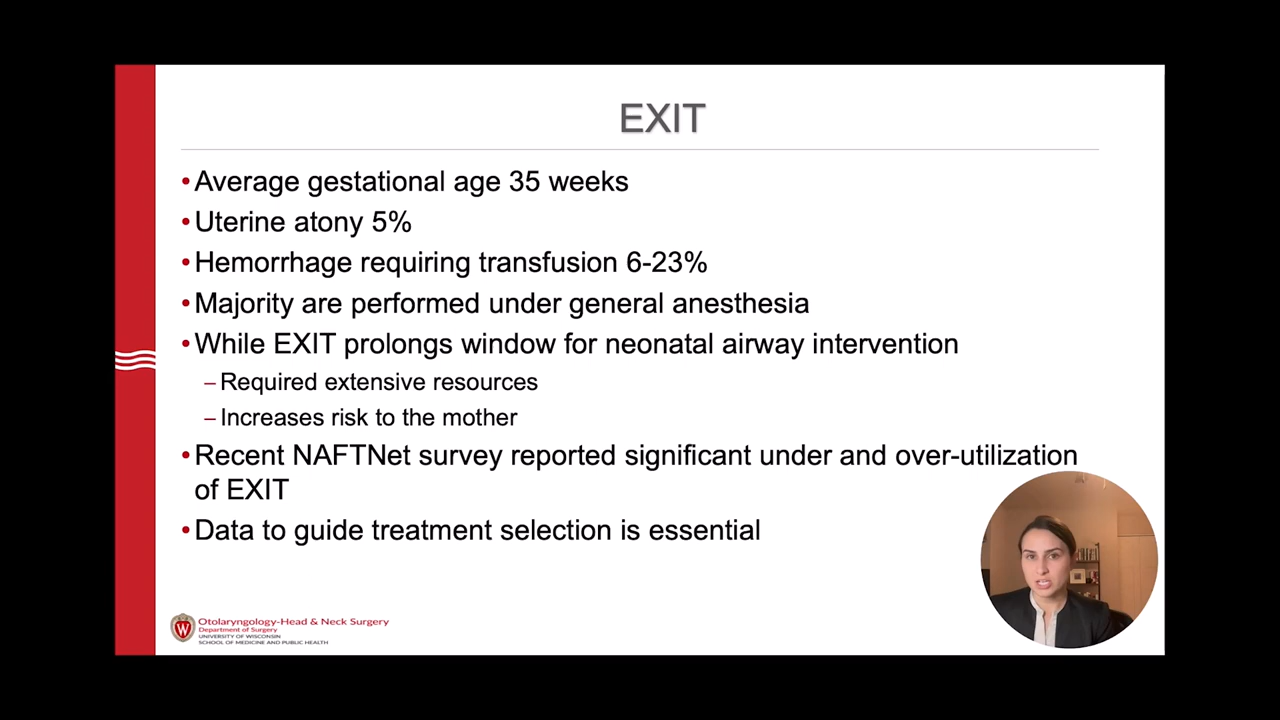 EXIT
•Average gestational age 35 weeks
•Uterine atony 5%
•Hemorrhage requiring transfusion 6-23%
•Majority are performed under general anesthesia
•While EXIT prolongs window for neonatal airway intervention
–Required extensive resources
–Increases risk to the mother
•Recent NAFTNet survey reported significant under and over-utilization
of EXIT
•Data to guide treatment selection is essential
W
Otolaryngology-Head & Neck Surgery
Department of Surgery
UNIVERSITY OF WISCONSIN
SCHOOL OF MEDICINE AND PUBLIC HEALTH